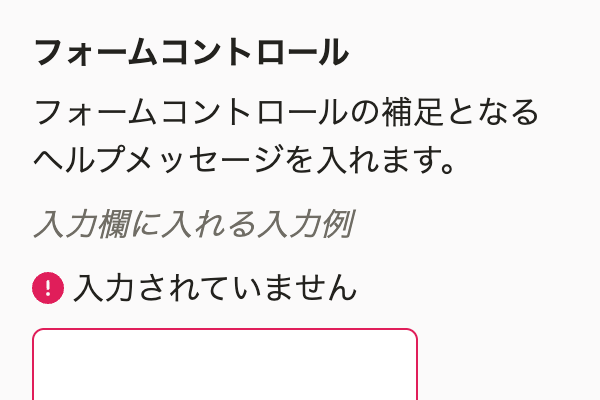 フォームコントロール
フォームコントロールの補足となる
ヘルプメッセージを入れます。
入力欄に入れる入力例
入力されていません